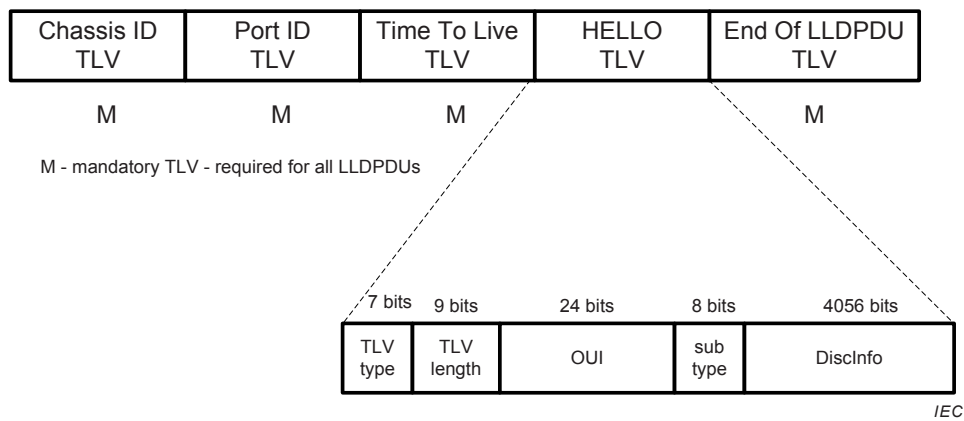 Chassis ID TLV
Port ID TLV
Time To Live TLV
HELLO TLV
End Of LLDPDU TLV
M
M
M
M
M - mandatory TLV - required for all LLDPDUs
7 bits
9 bits
24 bits
8 bits
4056 bits
TLV type
TLV length
OUI
sub type
DiscInfo
IEC